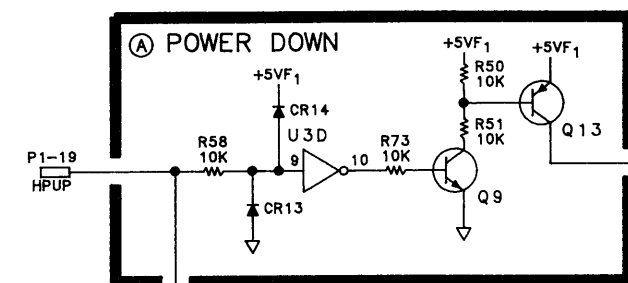 Ⓐ POWER DOWN
+5VF1
+5VF1
+5VF1
R50
10K
CR14
U3D
R58
10K
R73
10K
R51
10K
Q13
P1-19
HPUP
9
10
CR13
Q9